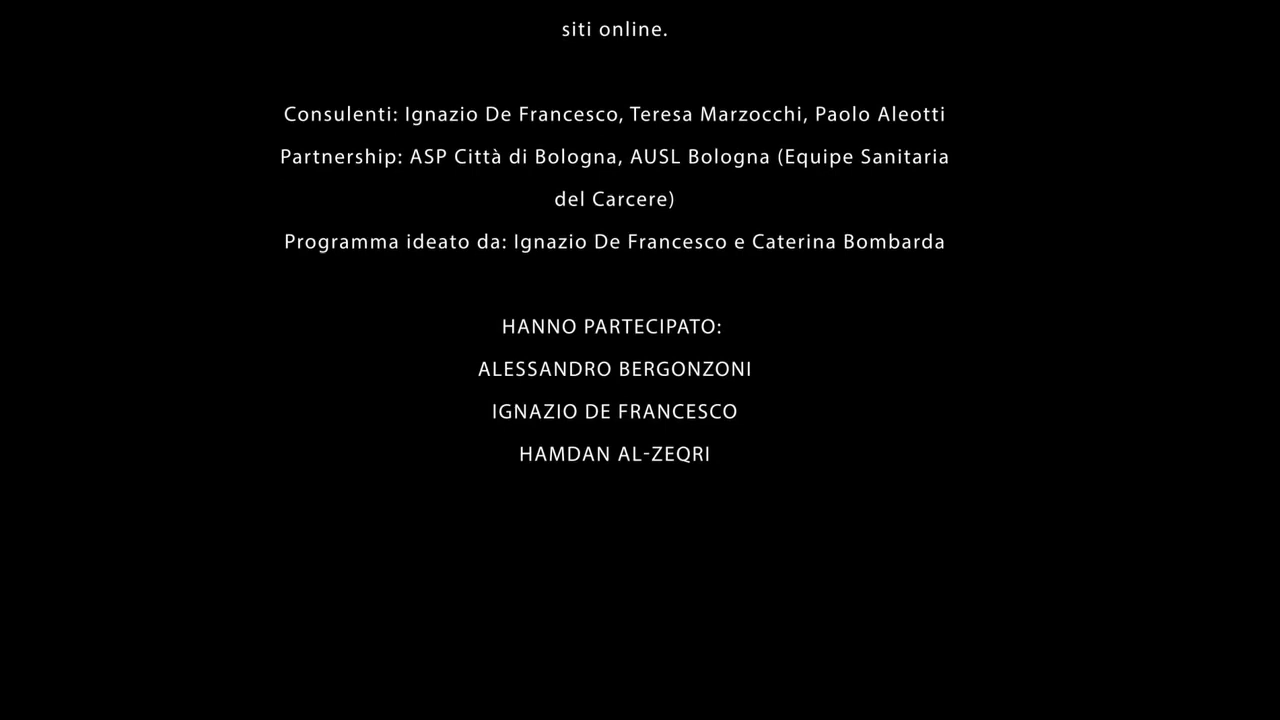 siti online.
Consulenti: Ignazio De Francesco, Teresa Marzocchi, Paolo Aleotti
Partnership: ASP Città di Bologna, AUSL Bologna (Equipe Sanitaria
del Carcere)
Programma ideato da: Ignazio De Francesco e Caterina Bombarda
HANNO PARTECIPATO:
ALESSANDRO BERGONZONI
IGNAZIO DE FRANCESCO
HAMDAN AL-ZEQRI